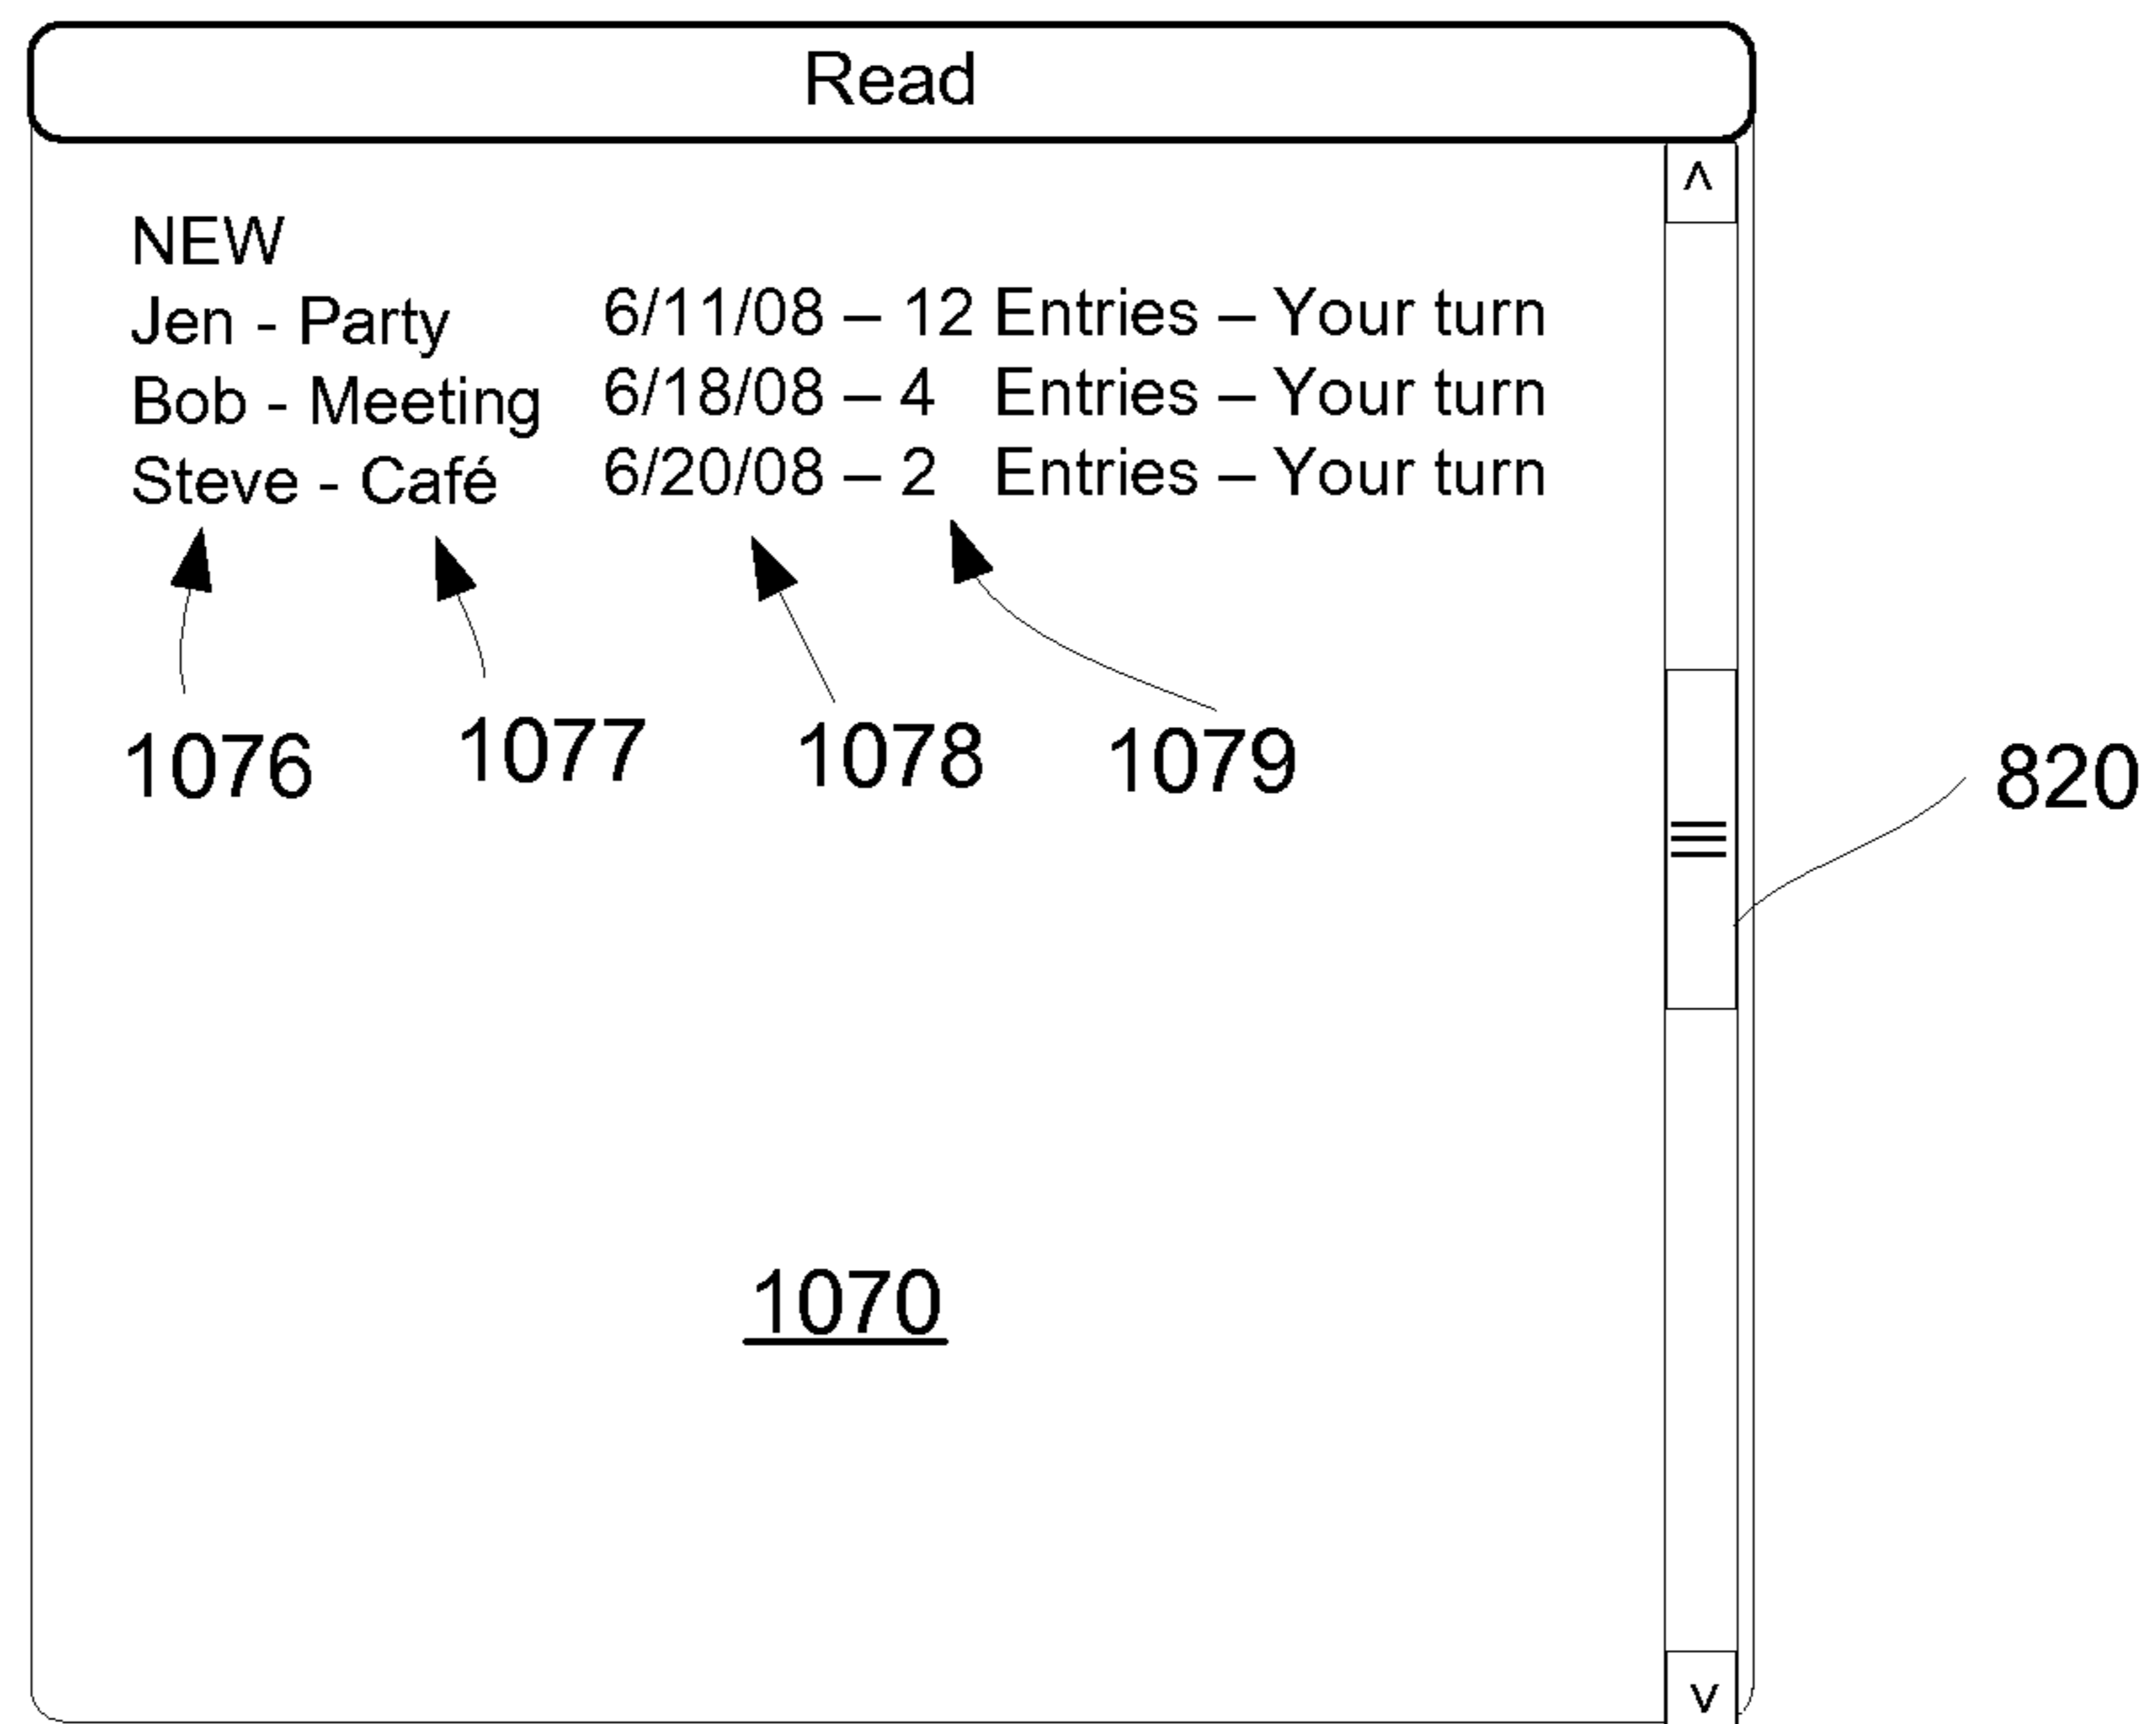 Read
^
NEW
Jen - Party 6/11/08 – 12 Entries – Your turn
Bob - Meeting 6/18/08 – 4 Entries – Your turn
Steve - Café 6/20/08 – 2 Entries – Your turn
1076 1077 1078 1079
820
1070
v